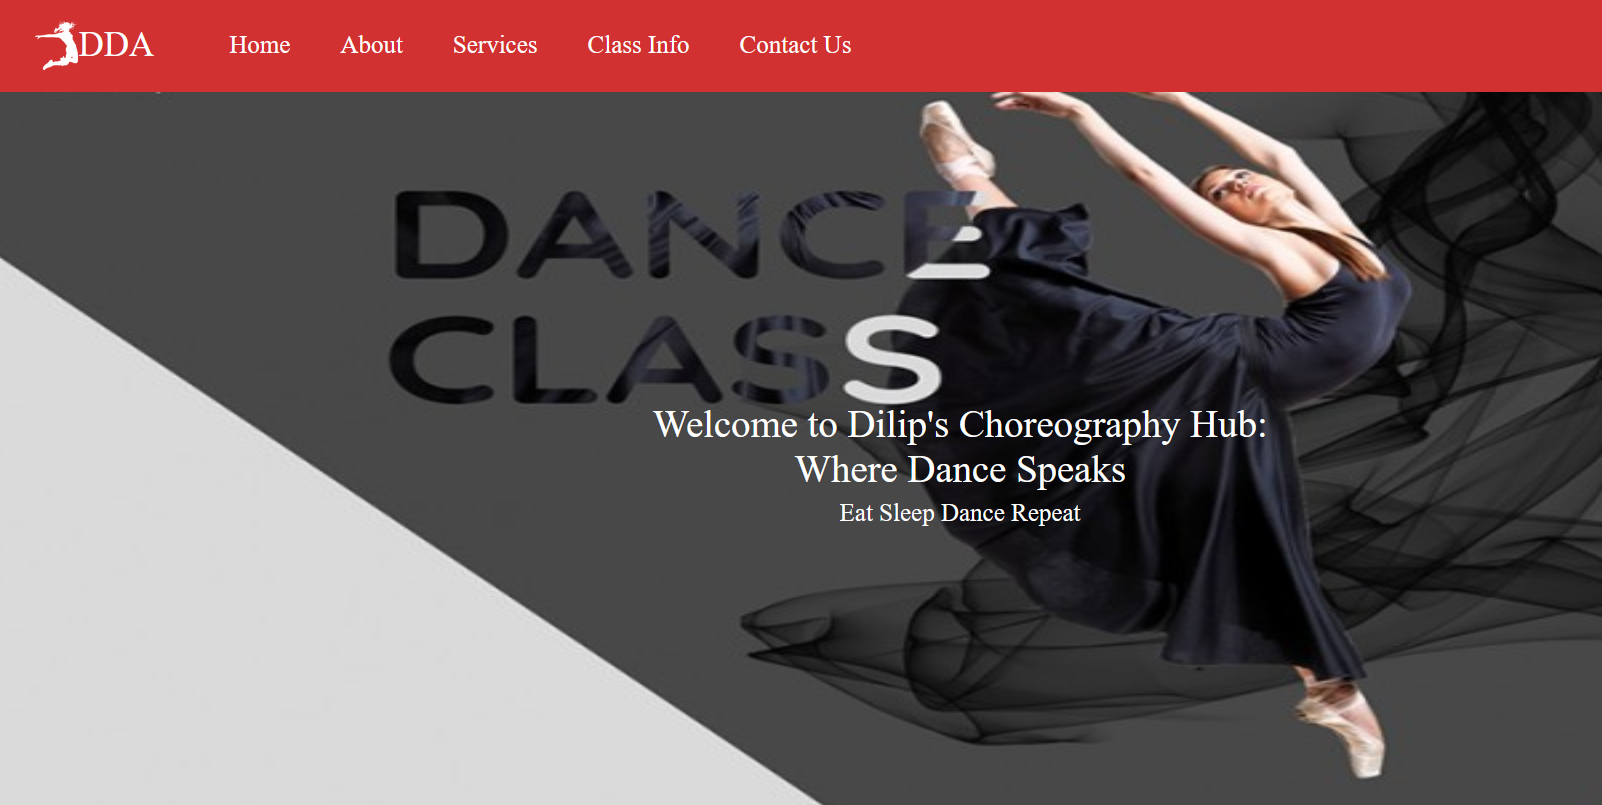 DDA
Home
About
Services
Class Info
Contact Us
DANCE
CLASS
Welcome to Dilip's Choreography Hub:
Where Dance Speaks
Eat Sleep Dance Repeat